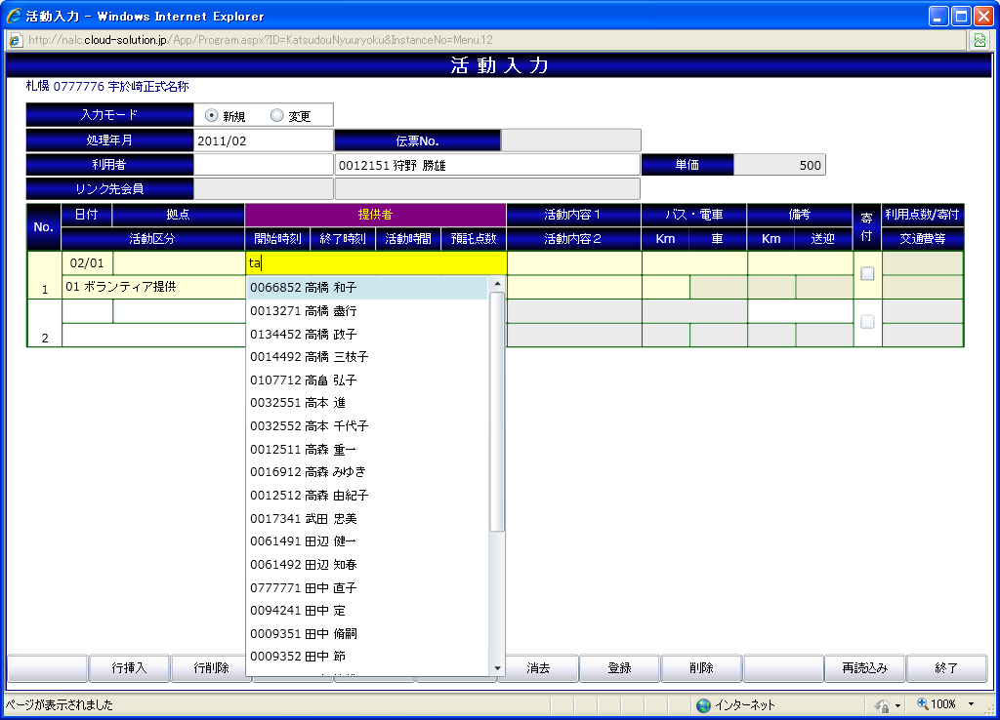 活動入力 - Windows Internet Explorer
http://nalc.cloud-solution.jp/App/Program.aspx?ID=KatsudouNyuuryoku&InstanceNo=Menu.12
活動入力
札幌 0777776 宇於崎正式名称
入力モード 新規 変更
処理年月 2011/02 伝票No.
利用者 0012151 狩野 勝雄 単価 500
リンク先会員
No. 日付 拠点 提供者 活動内容1 バス・電車 備考 寄付 利用点数/寄付
活動区分 開始時刻 終了時刻 活動時間 預託点数 活動内容2 Km 車 Km 送迎 交通費等
02/01 ta
1 01 ボランティア提供
2
0066852 高橋 和子
0013271 高橋 盡行
0134452 高橋 政子
0014492 高橋 三枝子
0107712 高畠 弘子
0032551 高本 進
0032552 高本 千代子
0012511 高森 重一
0016912 高森 みゆき
0012512 高森 由紀子
0017341 武田 忠美
0061491 田辺 健一
0061492 田辺 知春
0777771 田中 直子
0094241 田中 定
0009351 田中 脩嗣
0009352 田中 節
行挿入 行削除 消去 登録 削除 再読込み 終了
ページが表示されました インターネット 100%